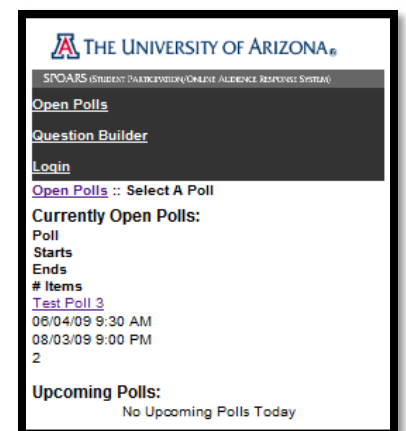 THE UNIVERSITY OF ARIZONA®
SPOARS (STUDENT PARTICIPATION/ONLINE AUDIENCE RESPONSE SYSTEM)
Open Polls
Question Builder
Login
Open Polls :: Select A Poll
Currently Open Polls:
Poll
Starts
Ends
# Items
Test Poll 3
06/04/09 9:30 AM
08/03/09 9:00 PM
2
Upcoming Polls:
No Upcoming Polls Today